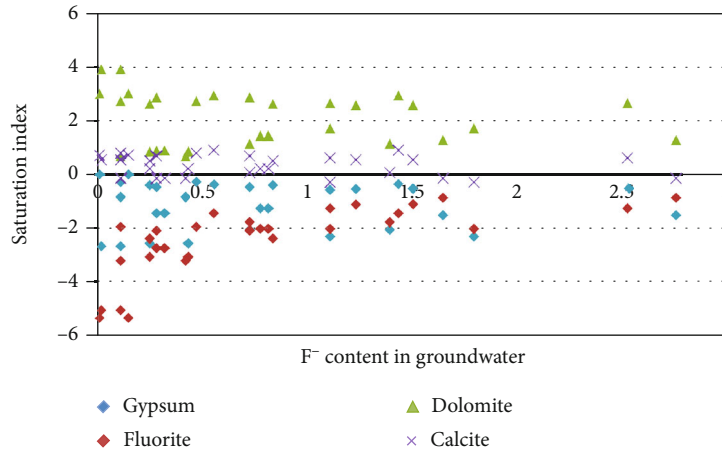 6
4
2
0
–2
–4
–6
Saturation index
0 0.5 1 1.5 2 2.5
F⁻ content in groundwater
Gypsum Dolomite
Fluorite Calcite